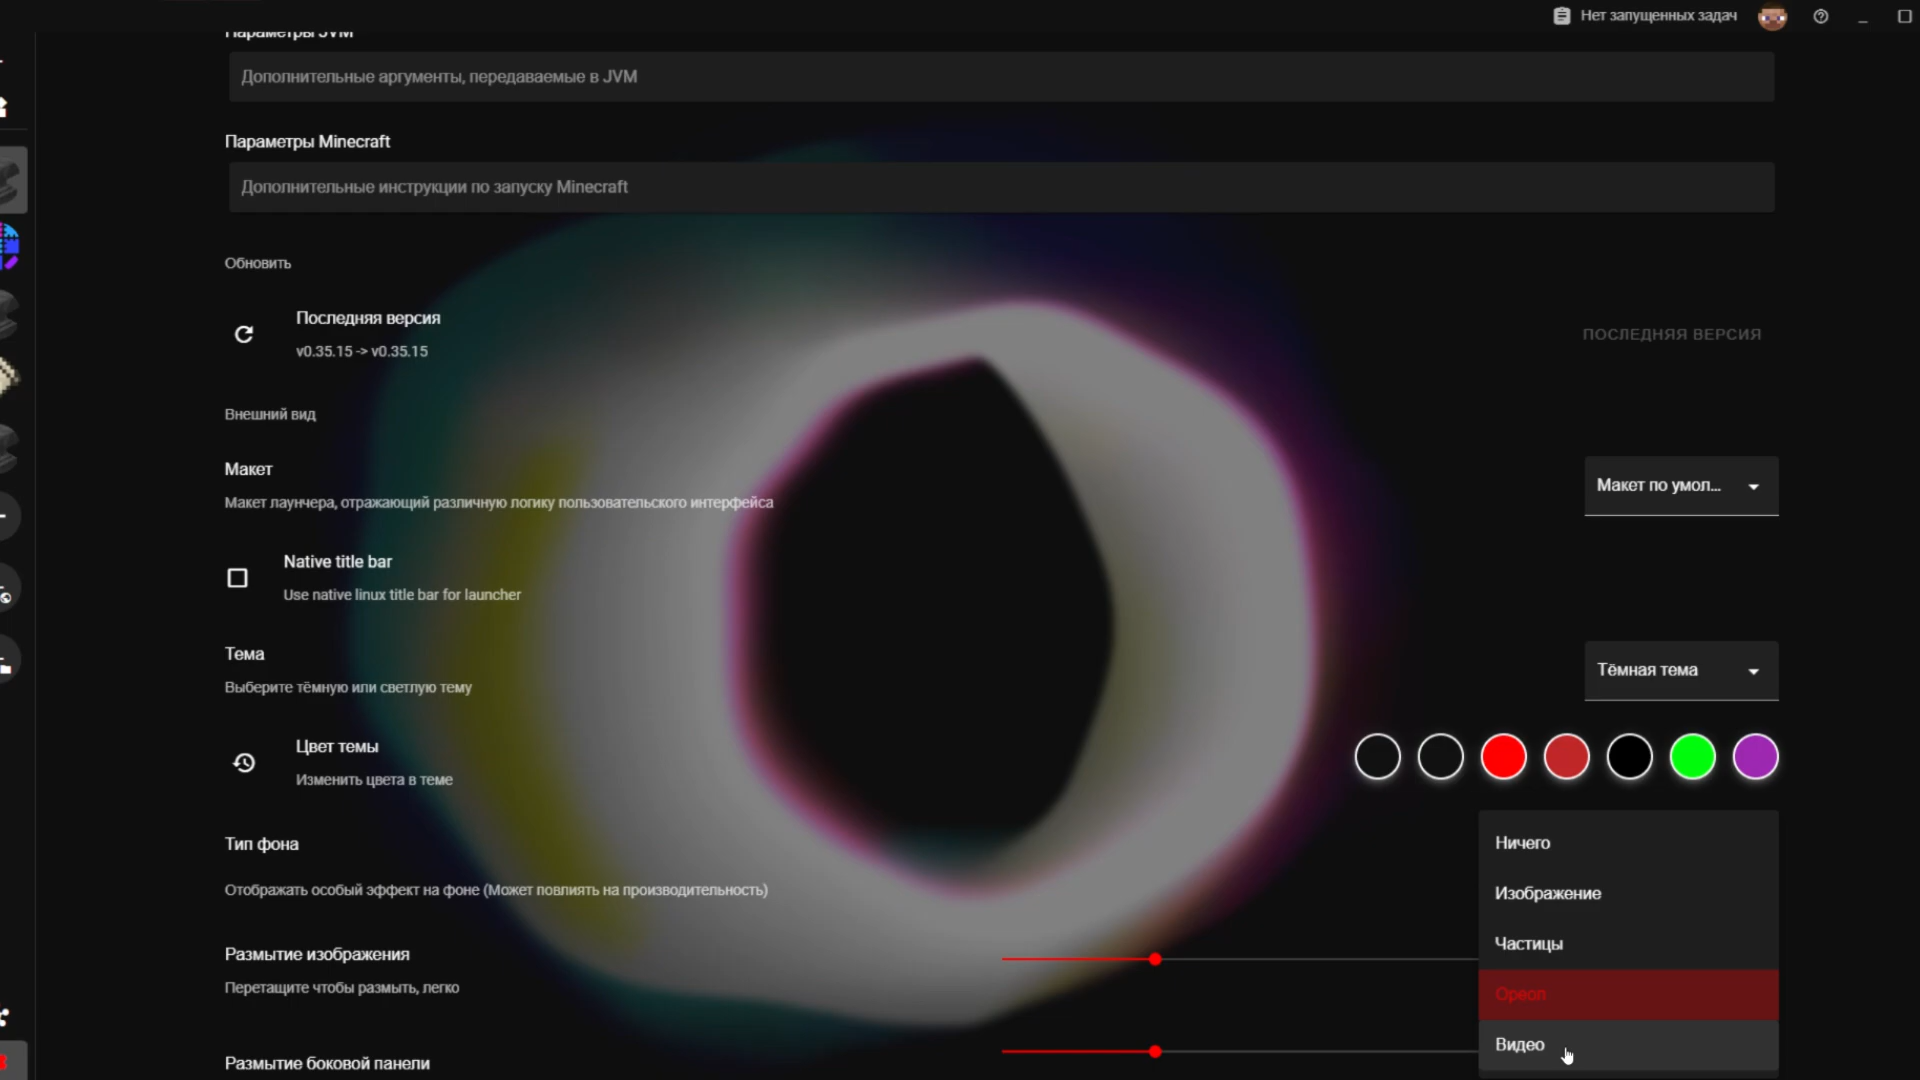 Нет запущенных задач
Параметры JVM
Дополнительные аргументы, передаваемые в JVM
Параметры Minecraft
Дополнительные инструкции по запуску Minecraft
Обновить
Последняя версия
v0.35.15 -> v0.35.15
ПОСЛЕДНЯЯ ВЕРСИЯ
Внешний вид
Макет
Макет лаунчера, отражающий различную логику пользовательского интерфейса
Макет по умол...
Native title bar
Use native linux title bar for launcher
Тема
Выберите тёмную или светлую тему
Тёмная тема
Цвет темы
Изменить цвета в теме
Тип фона
Отображать особый эффект на фоне (Может повлиять на производительность)
Ничего
Изображение
Частицы
Ореол
Видео
Размытие изображения
Перетащите чтобы размыть, легко
Размытие боковой панели